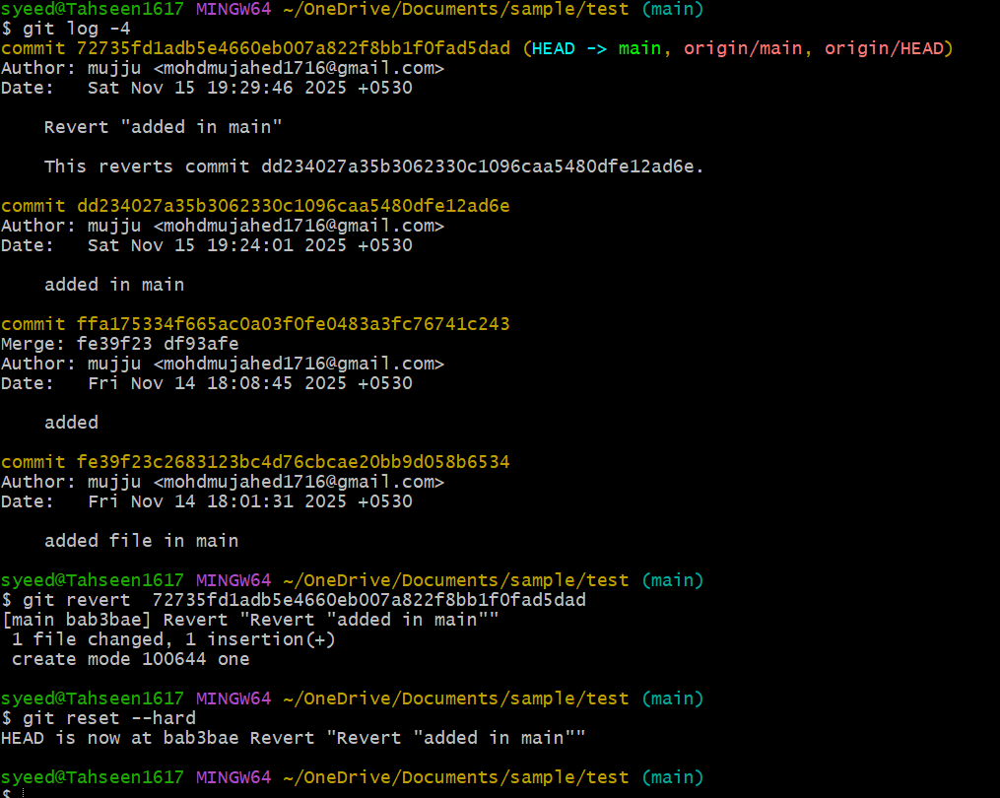 syeed@Tahseen1617 MINGW64 ~/OneDrive/Documents/sample/test (main)
$ git log -4
commit 72735fd1adb5e4660eb007a822f8bb1f0fad5dad (HEAD -> main, origin/main, origin/HEAD)
Author: mujju <mohdmujahed1716@gmail.com>
Date:   Sat Nov 15 19:29:46 2025 +0530

    Revert "added in main"

    This reverts commit dd234027a35b3062330c1096caa5480dfe12ad6e.

commit dd234027a35b3062330c1096caa5480dfe12ad6e
Author: mujju <mohdmujahed1716@gmail.com>
Date:   Sat Nov 15 19:24:01 2025 +0530

    added in main

commit ffa175334f665ac0a03f0fe0483a3fc76741c243
Merge: fe39f23 df93afe
Author: mujju <mohdmujahed1716@gmail.com>
Date:   Fri Nov 14 18:08:45 2025 +0530

    added

commit fe39f23c2683123bc4d76cbcae20bb9d058b6534
Author: mujju <mohdmujahed1716@gmail.com>
Date:   Fri Nov 14 18:01:31 2025 +0530

    added file in main

syeed@Tahseen1617 MINGW64 ~/OneDrive/Documents/sample/test (main)
$ git revert  72735fd1adb5e4660eb007a822f8bb1f0fad5dad
[main bab3bae] Revert "Revert "added in main""
 1 file changed, 1 insertion(+)
 create mode 100644 one

syeed@Tahseen1617 MINGW64 ~/OneDrive/Documents/sample/test (main)
$ git reset --hard
HEAD is now at bab3bae Revert "Revert "added in main""

syeed@Tahseen1617 MINGW64 ~/OneDrive/Documents/sample/test (main)
$